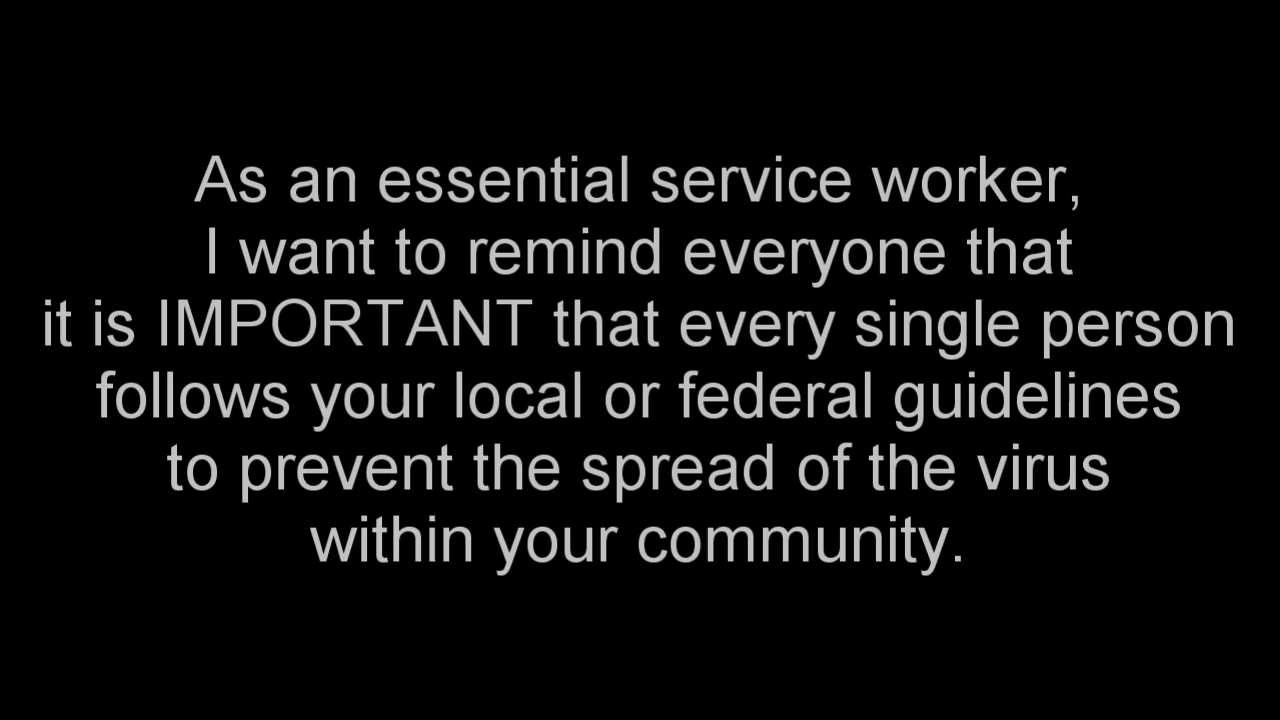 As an essential service worker,
I want to remind everyone that
it is IMPORTANT that every single person
follows your local or federal guidelines
to prevent the spread of the virus
within your community.